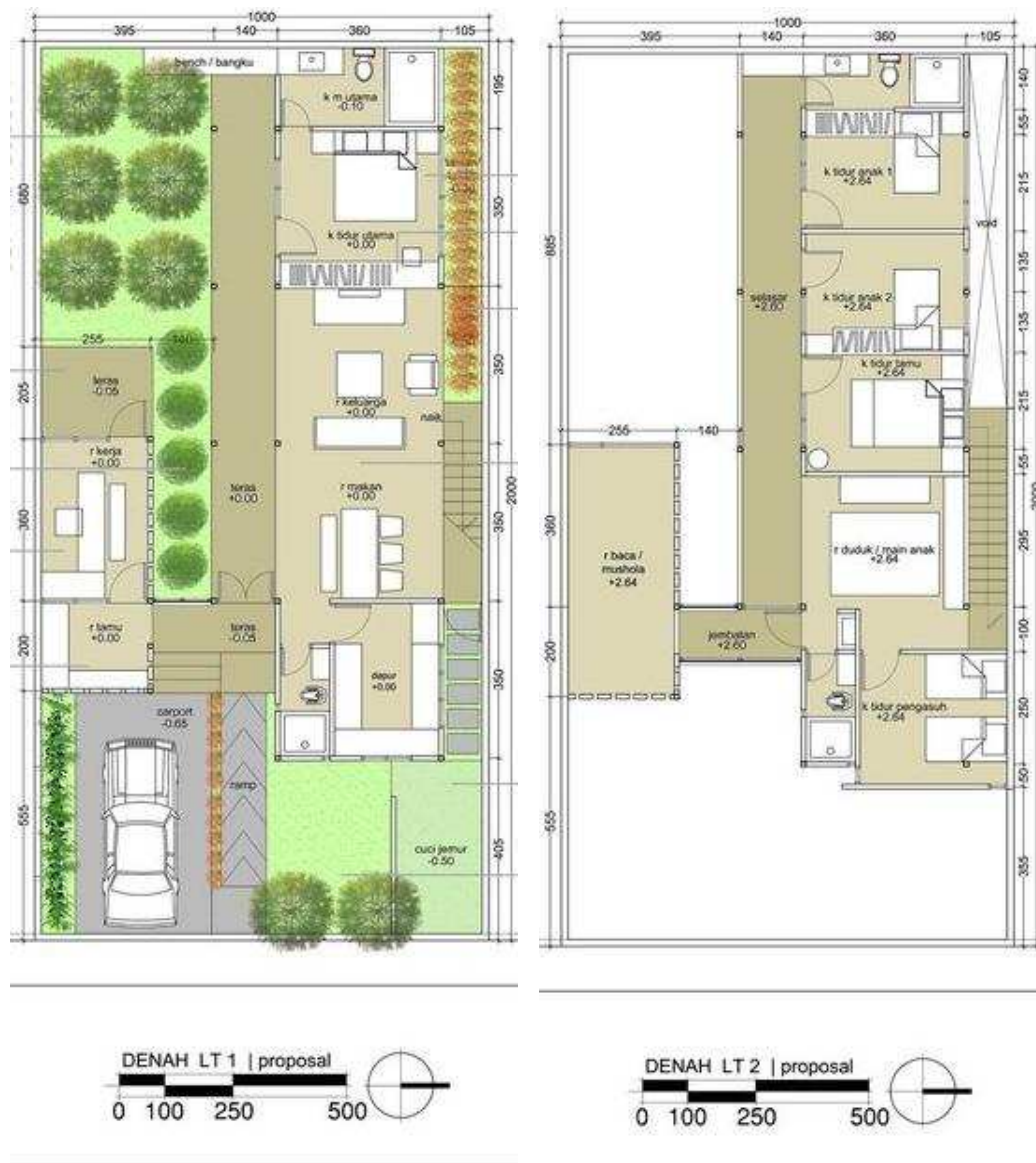 1000
395
140
360
105
bench / bangku
k m utama
-0.10
195
680
k tidur utama
+0.00
350
255
140
205
teras
-0.05
350
r keluarga
+0.00
naik
r kerja
+0.00
teras
+0.00
r makan
+0.00
2000
360
350
r tamu
+0.00
teras
-0.05
200
dapur
+0.00
350
carport
-0.65
ramp
555
cuci jemur
-0.50
405
DENAH LT 1 | proposal
0 100 250 500
1000
395
140
360
105
140
55
k tidur anak 1
+2.64
215
void
885
135
selasar
+2.60
k tidur anak 2
+2.64
135
k tidur tamu
+2.64
215
255
140
55
360
r baca /
mushola
+2.64
r duduk / main anak
+2.64
295
jembatan
+2.60
100
200
k tidur pengasuh
+2.64
250
50
555
355
DENAH LT 2 | proposal
0 100 250 500